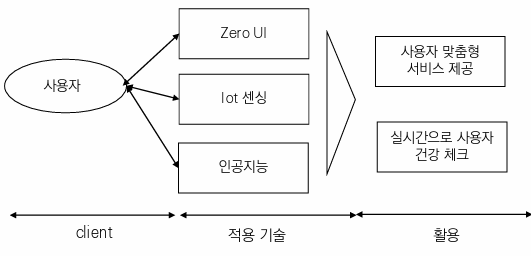 Zero UI
사용자
Iot 센싱
인공지능
사용자 맞춤형
서비스 제공
실시간으로 사용자
건강 체크
client
적용 기술
활용